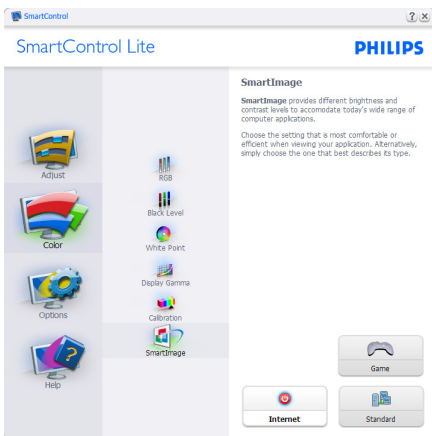 SmartControl
SmartControl Lite
PHILIPS
Adjust
Color
Options
Help
RGB
Black Level
White Point
Display Gamma
Calibration
SmartImage
SmartImage
SmartImage provides different brightness and
contrast levels to accomodate today's wide range of
computer applications.
Choose the setting that is most comfortable or
efficient when viewing your application. Alternatively,
simply choose the one that best describes its type.
Game
Internet
Standard